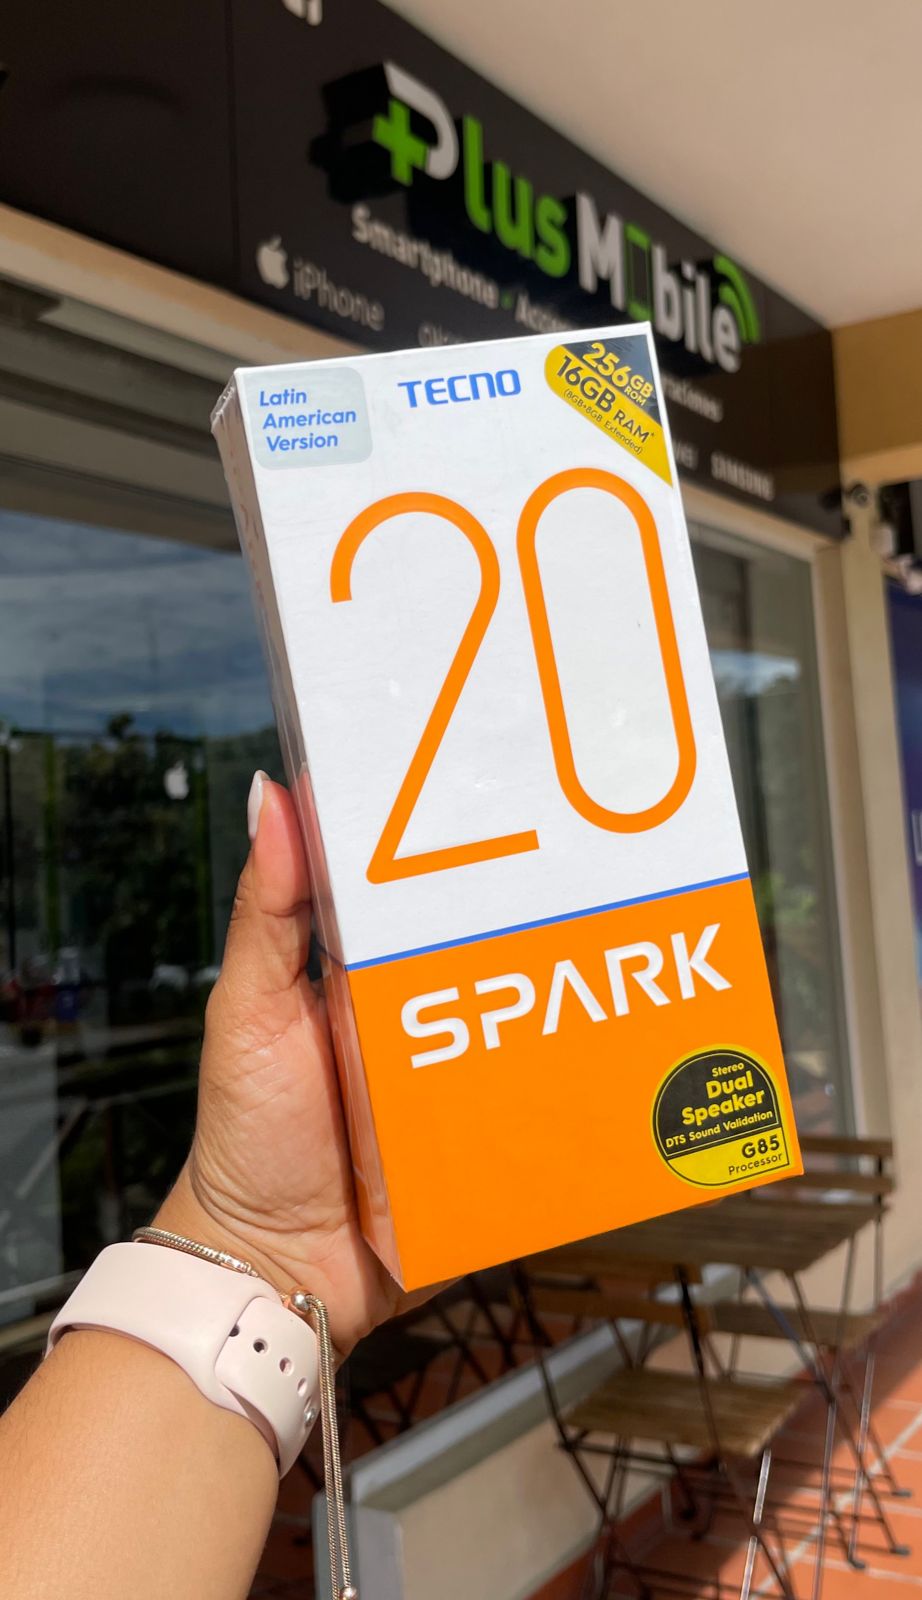 Plus Mobile
Smartphone
iPhone
SAMSUNG
Latin
American
Version
TECNO
256GB
ROM
16GB RAM*
(8GB+8GB Extended)
20
SPARK
Stereo
Dual
Speaker
DTS Sound Validation
G85
Processor